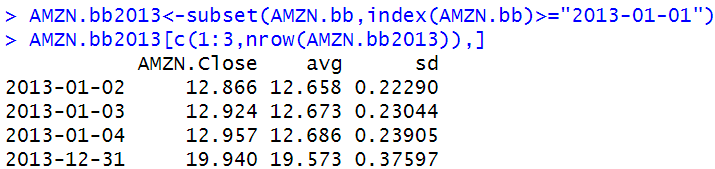 > AMZN.bb2013<-subset(AMZN.bb,index(AMZN.bb)>="2013-01-01")
> AMZN.bb2013[c(1:3,nrow(AMZN.bb2013)),]
           AMZN.Close    avg      sd
2013-01-02     12.866 12.658 0.22290
2013-01-03     12.924 12.673 0.23044
2013-01-04     12.957 12.686 0.23905
2013-12-31     19.940 19.573 0.37597